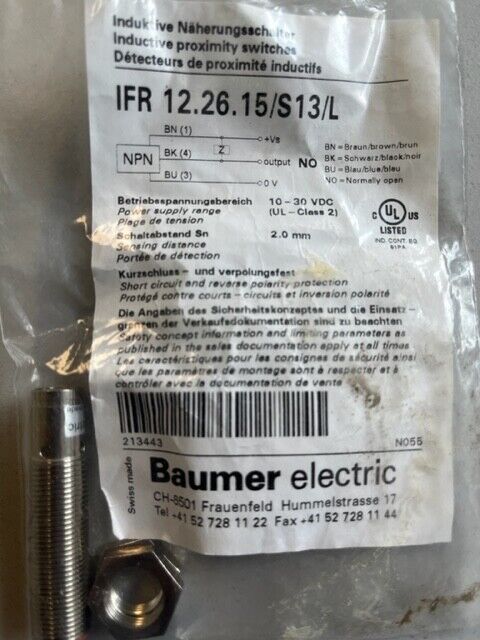 Induktive Näherungsschalter
Inductive proximity switches
Détecteurs de proximité inductifs
IFR 12.26.15/S13/L
BN (1)
+Vs
Z
NPN
BK (4)
output NO
BU (3)
0 V
BN=Braun/brown/brun
BK=Schwarz/black/noir
BU=Blau/blue/bleu
NO=Normally open
Betriebsspannungsbereich 10-30 VDC
Power supply range (UL-Class 2)
Plage de tension
Schaltabstand Sn 2.0 mm
Sensing distance
Portée de détection
C UL US
LISTED
IND. CONT. EQ.
Kurzschluss- und verpolungsfest
Short circuit and reverse polarity protection
Protégé contre courts-circuits et inversion polarité
Die Angaben des Sicherheitskonzeptes und die Einsatz-
grenzen der Verkaufsdokumentation sind zu beachten
Safety concept information and limiting parameters as
published in the sales documentation apply at all times
Les caractéristiques pour les consignes de sécurité ainsi
que les paramètres de montage sont à respecter et à
contrôler avec la documentation de vente
213443
N055
Swiss made
Baumer electric
CH-8501 Frauenfeld Hummelstrasse 17
Tel +41 52 728 11 22 Fax +41 52 728 11 44